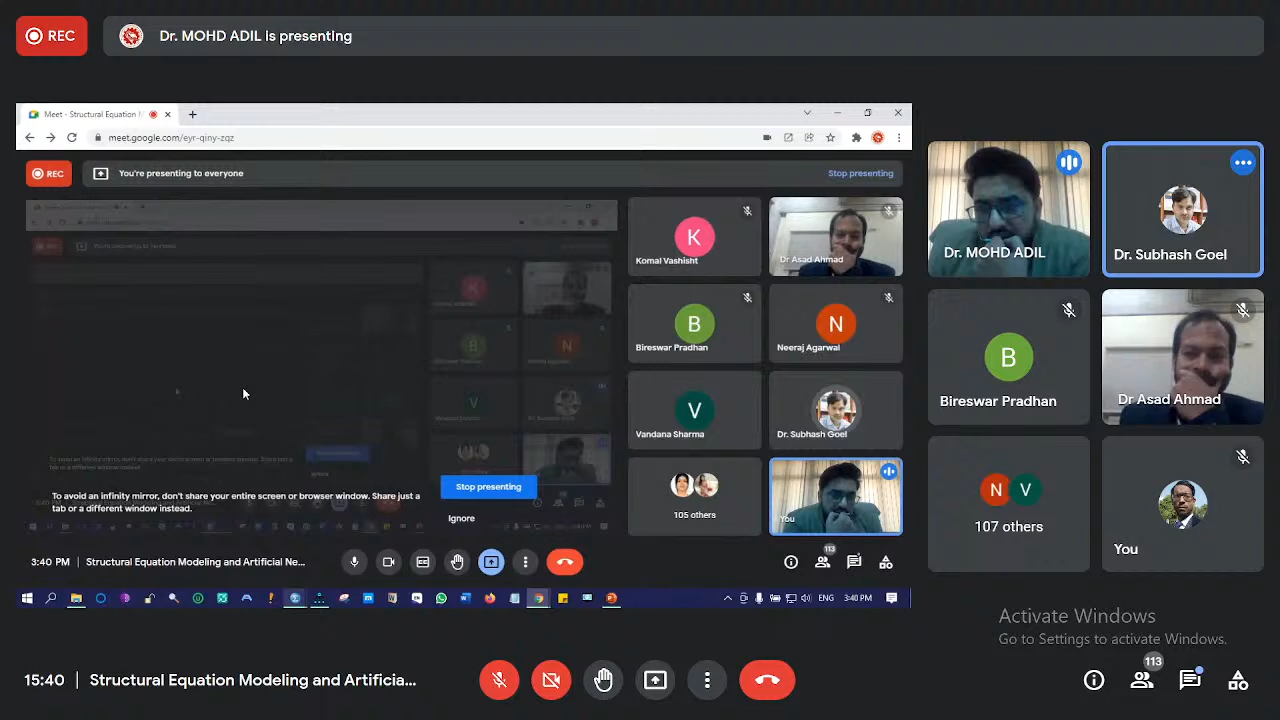 REC
Dr. MOHD ADIL is presenting
Meet - Structural Equation M
meet.google.com/eyr-qiny-zqz
REC
You're presenting to everyone
Stop presenting
K
Komal Vashisht
Dr Asad Ahmad
B
Bireswar Pradhan
N
Neeraj Agarwal
V
Vandana Sharma
Dr. Subhash Goel
105 others
You
To avoid an infinity mirror, don't share your entire screen or browser window. Share just a
tab or a different window instead.
Stop presenting
Ignore
3:40 PM
Structural Equation Modeling and Artificial Ne...
113
ENG
3:40 PM
Dr. MOHD ADIL
Dr. Subhash Goel
B
Bireswar Pradhan
Dr Asad Ahmad
N V
107 others
You
Activate Windows
Go to Settings to activate Windows.
15:40 | Structural Equation Modeling and Artificia...
113